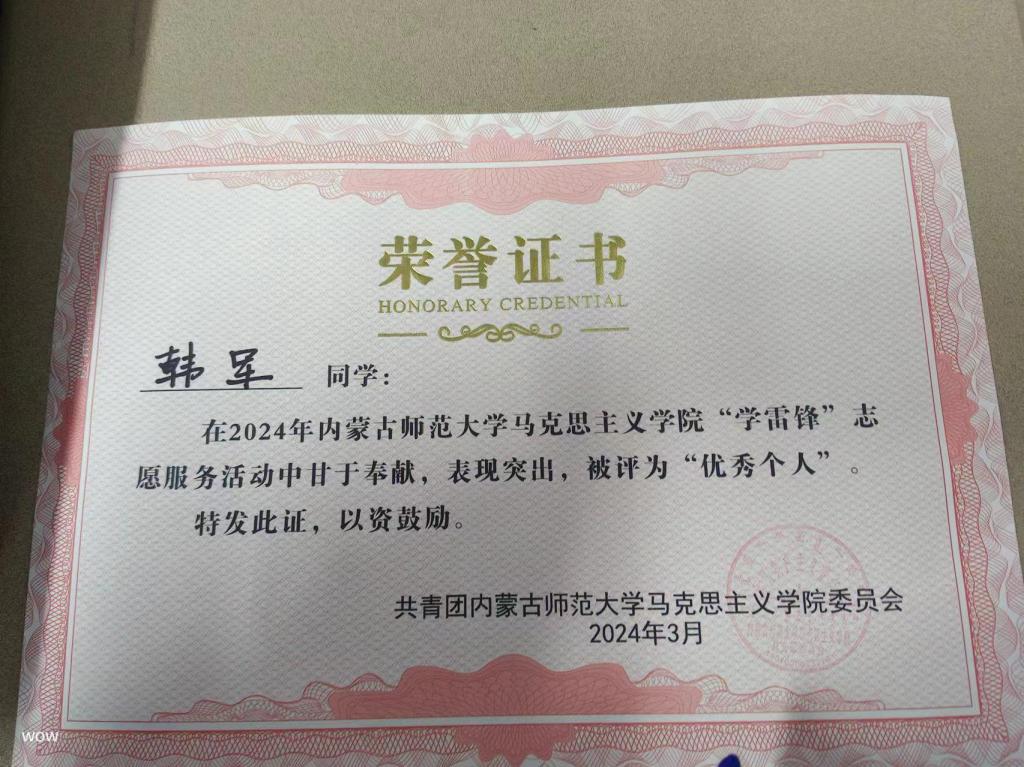 荣誉证书
HONORARY CREDENTIAL
韩军 同学：
在2024年内蒙古师范大学马克思主义学院“学雷锋”志
愿服务活动中甘于奉献，表现突出，被评为“优秀个人”。
特发此证，以资鼓励。
共青团内蒙古师范大学马克思主义学院委员会
2024年3月
wow